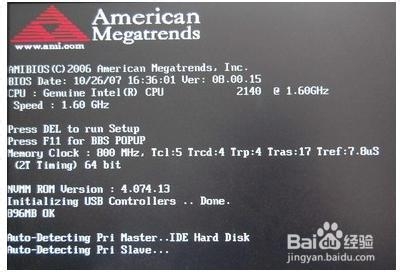 American
Megatrends
www.ami.com
AMIBIOS(C)2006 American Megatrends, Inc.
BIOS Date: 10/26/07 16:36:01 Ver: 08.00.15
CPU : Genuine Intel(R) CPU 2140 @ 1.60GHz
Speed : 1.60 GHz
Press DEL to run Setup
Press F11 for BBS POPUP
Memory Clock : 800 MHz, Tcl:5 Trcd:4 Trp:4 Tras:17 Tref:7.8uS
(2T Timing) 64 bit
NVMM ROM Version : 4.074.13
Initializing USB Controllers .. Done.
896MB OK
Auto-Detecting Pri Master..IDE Hard Disk
Auto-Detecting Pri Slave...
Baidu 经验
jingyan.baidu.com